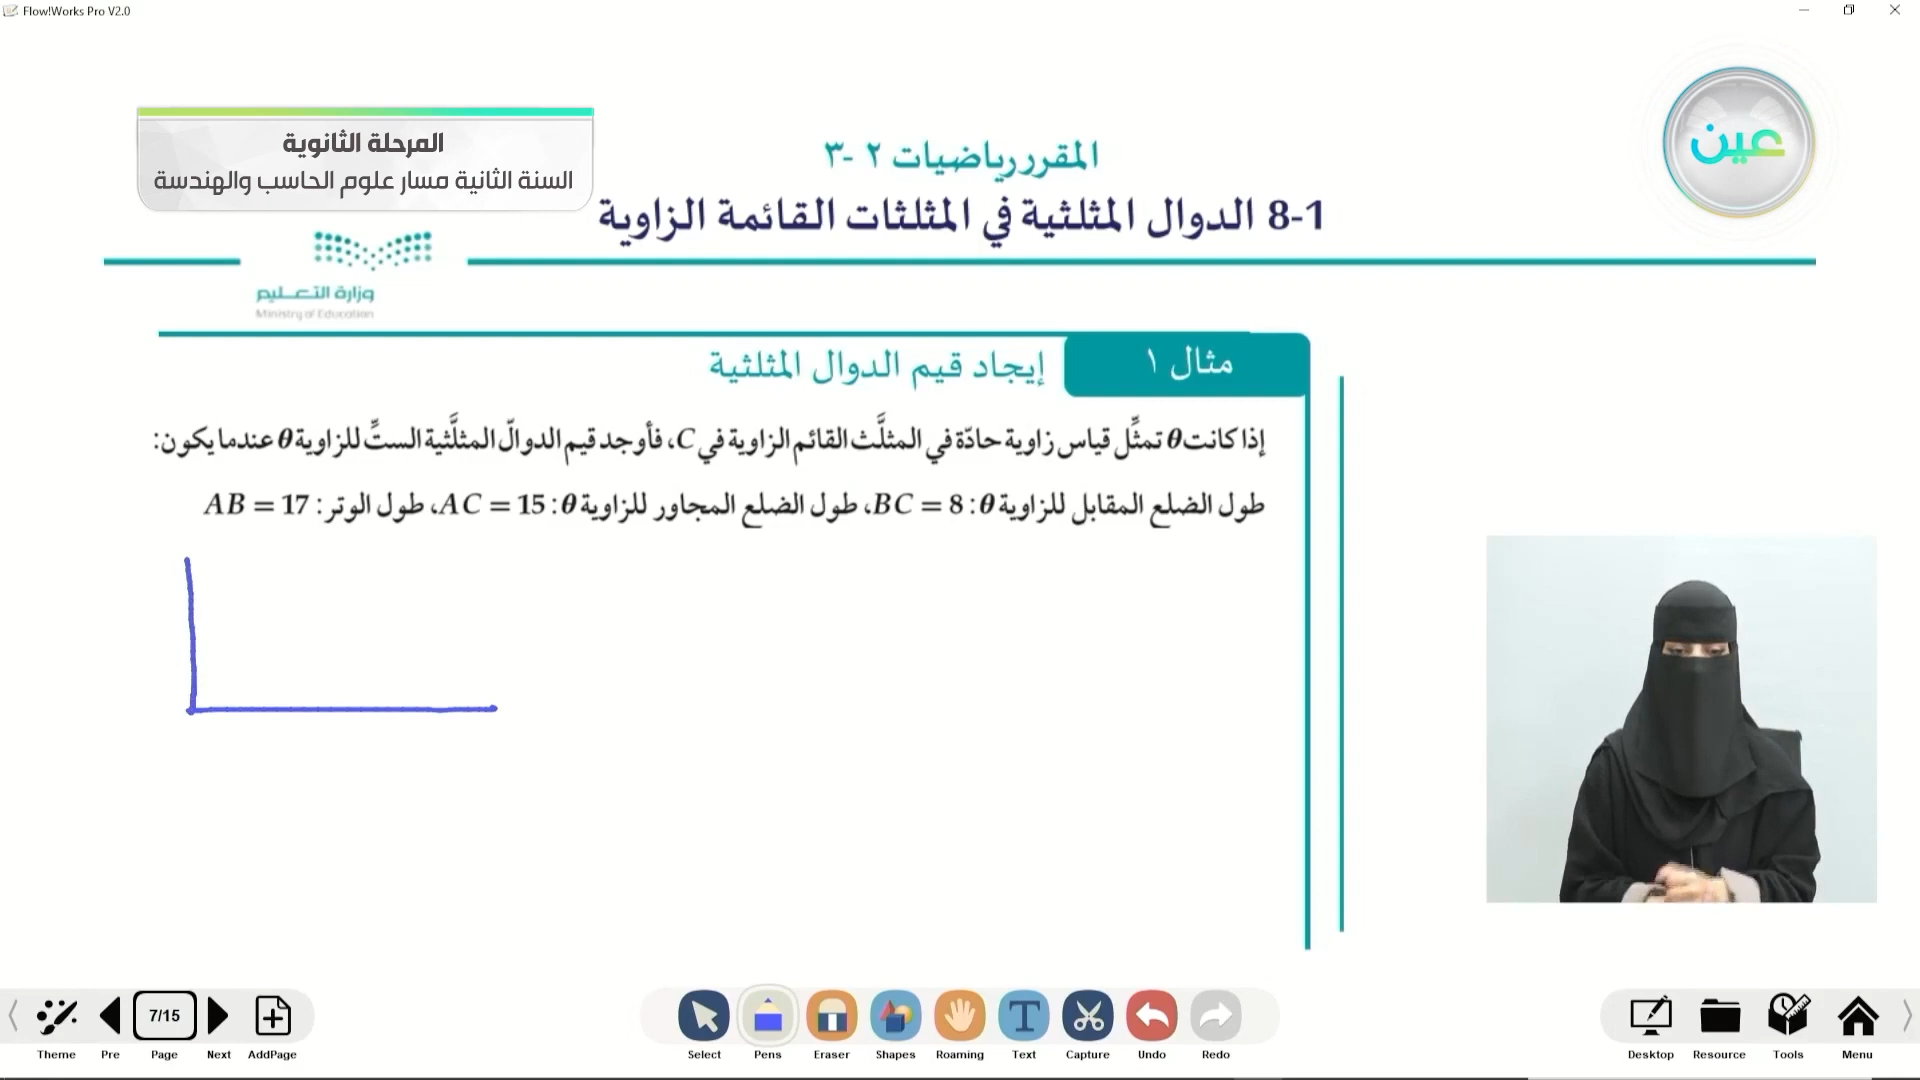 Flow!Works Pro V2.0
المرحلة الثانوية
السنة الثانية مسار علوم الحاسب والهندسة
المقرر رياضيات ٢ -٣
8-1 الدوال المثلثية في المثلثات القائمة الزاوية
عين
وزارة التعليم
Ministry of Education
مثال ١
إيجاد قيم الدوال المثلثية
إذا كانت θ تمثِّل قياس زاوية حادّة في المثلَّث القائم الزاوية في C، فأوجد قيم الدوالّ المثلَّثية الستِّ للزاوية θ عندما يكون:
طول الضلع المقابل للزاوية θ: BC = 8، طول الضلع المجاور للزاوية θ: AC = 15، طول الوتر: AB = 17
7/15
Theme Pre Page Next AddPage
Select Pens Eraser Shapes Roaming Text Capture Undo Redo
Desktop Resource Tools Menu